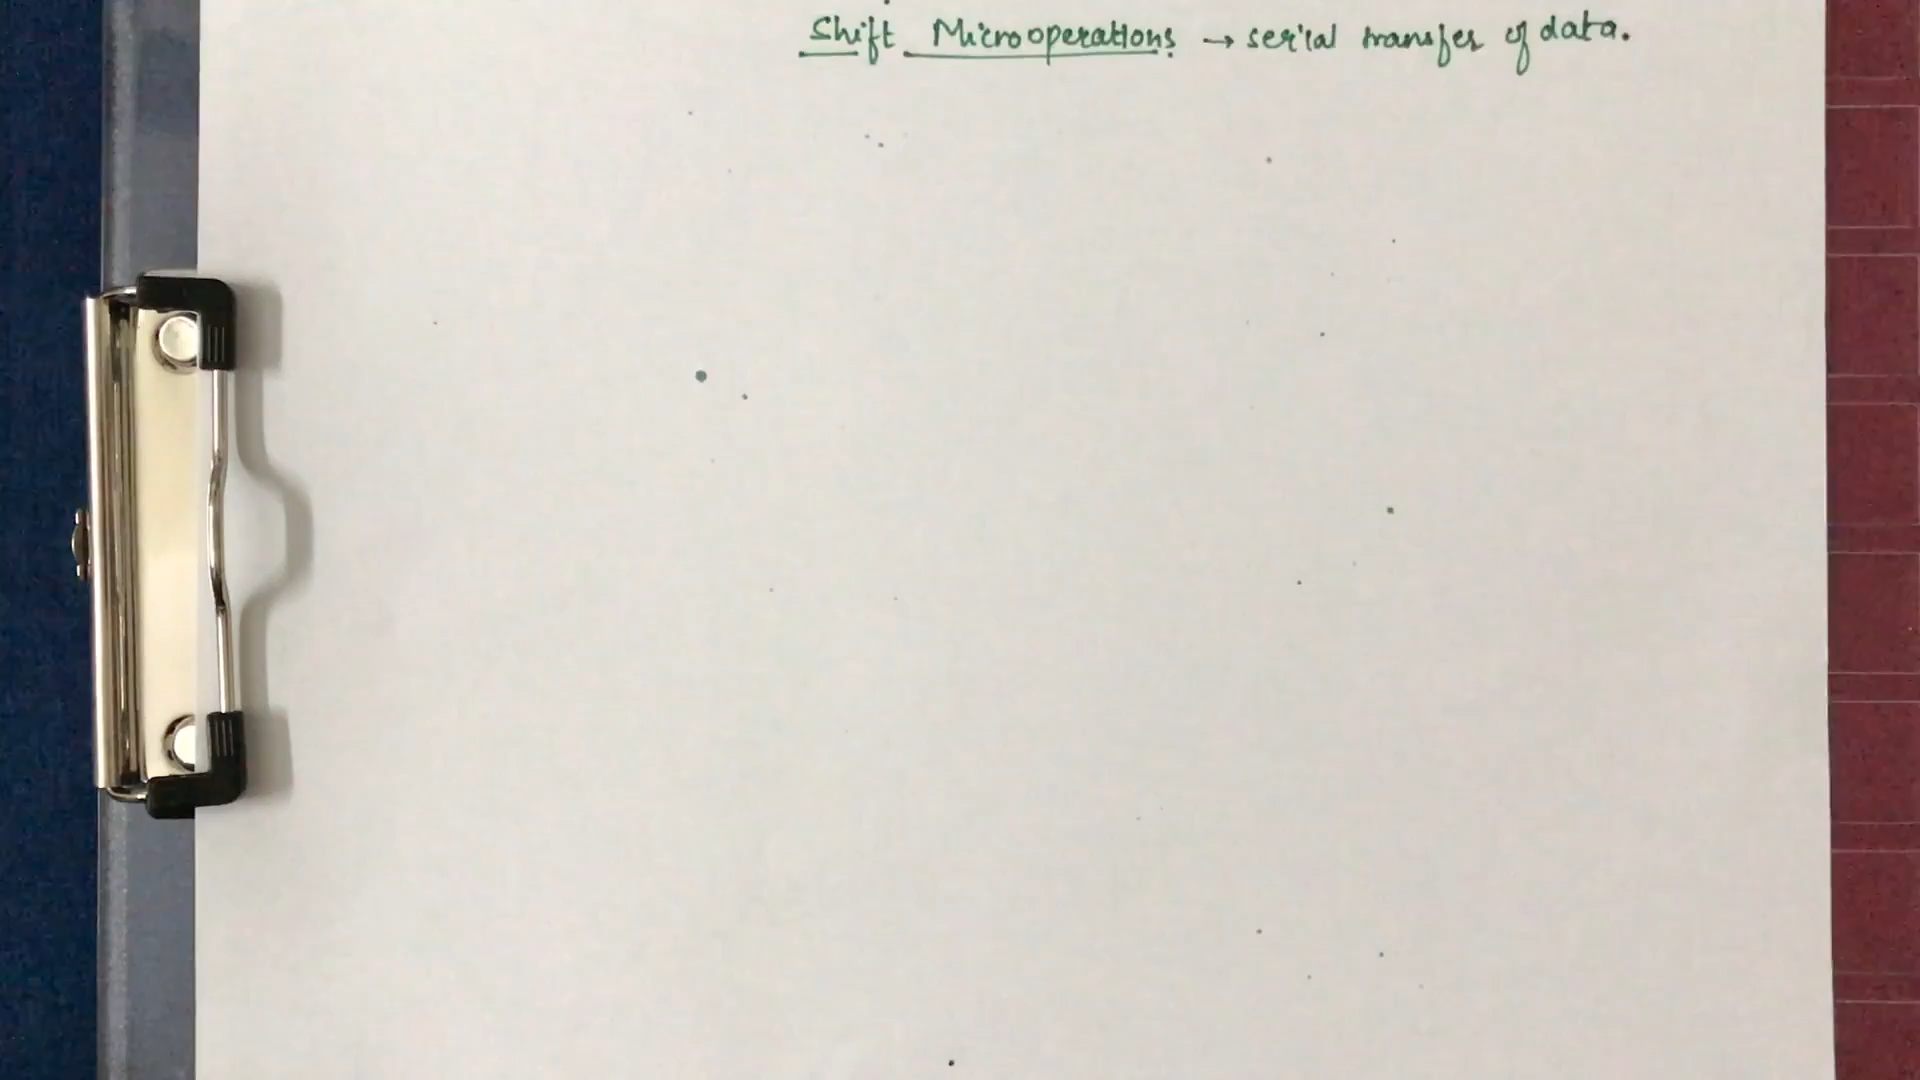 Shift Microoperations → serial transfer of data.